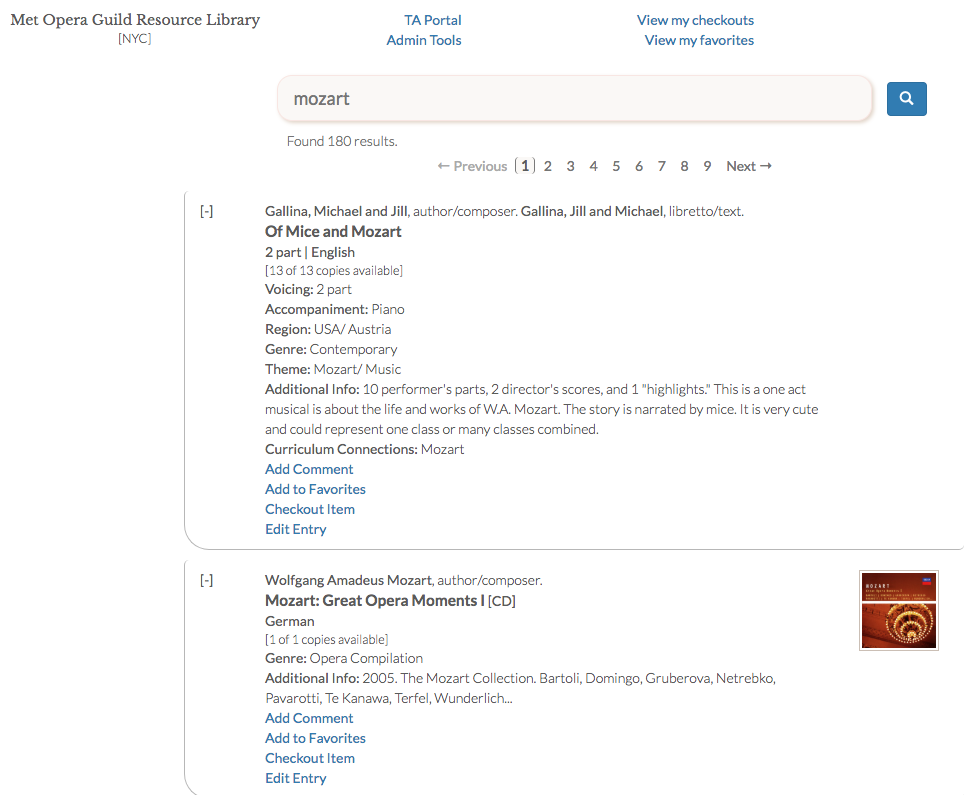 Met Opera Guild Resource Library
[NYC]
TA Portal
Admin Tools
View my checkouts
View my favorites
mozart
Found 180 results.
← Previous 1 2 3 4 5 6 7 8 9 Next →
[-]
Gallina, Michael and Jill, author/composer. Gallina, Jill and Michael, libretto/text.
Of Mice and Mozart
2 part | English
[13 of 13 copies available]
Voicing: 2 part
Accompaniment: Piano
Region: USA/ Austria
Genre: Contemporary
Theme: Mozart/ Music
Additional Info: 10 performer's parts, 2 director's scores, and 1 "highlights." This is a one act
musical is about the life and works of W.A. Mozart. The story is narrated by mice. It is very cute
and could represent one class or many classes combined.
Curriculum Connections: Mozart
Add Comment
Add to Favorites
Checkout Item
Edit Entry
[-]
Wolfgang Amadeus Mozart, author/composer.
Mozart: Great Opera Moments I [CD]
German
[1 of 1 copies available]
Genre: Opera Compilation
Additional Info: 2005. The Mozart Collection. Bartoli, Domingo, Gruberova, Netrebko,
Pavarotti, Te Kanawa, Terfel, Wunderlich...
Add Comment
Add to Favorites
Checkout Item
Edit Entry
MOZART